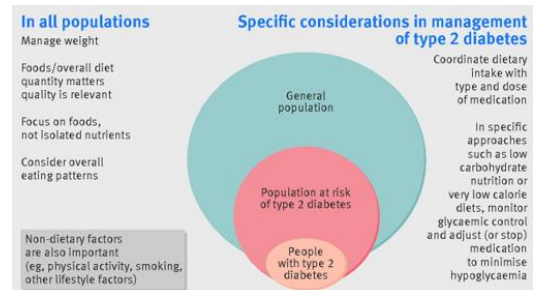 In all populations
Manage weight
Foods/overall diet
quantity matters
quality is relevant
Focus on foods,
not isolated nutrients
Consider overall
eating patterns
Non-dietary factors
are also important
(eg, physical activity, smoking,
other lifestyle factors)
General
population
Population at risk
of type 2 diabetes
People
with type 2
diabetes
Specific considerations in management
of type 2 diabetes
Coordinate dietary
intake with
type and dose
of medication
In specific
approaches
such as low
carbohydrate
nutrition or
very low calorie
diets, monitor
glycaemic control
and adjust (or stop)
medication
to minimise
hypoglycaemia